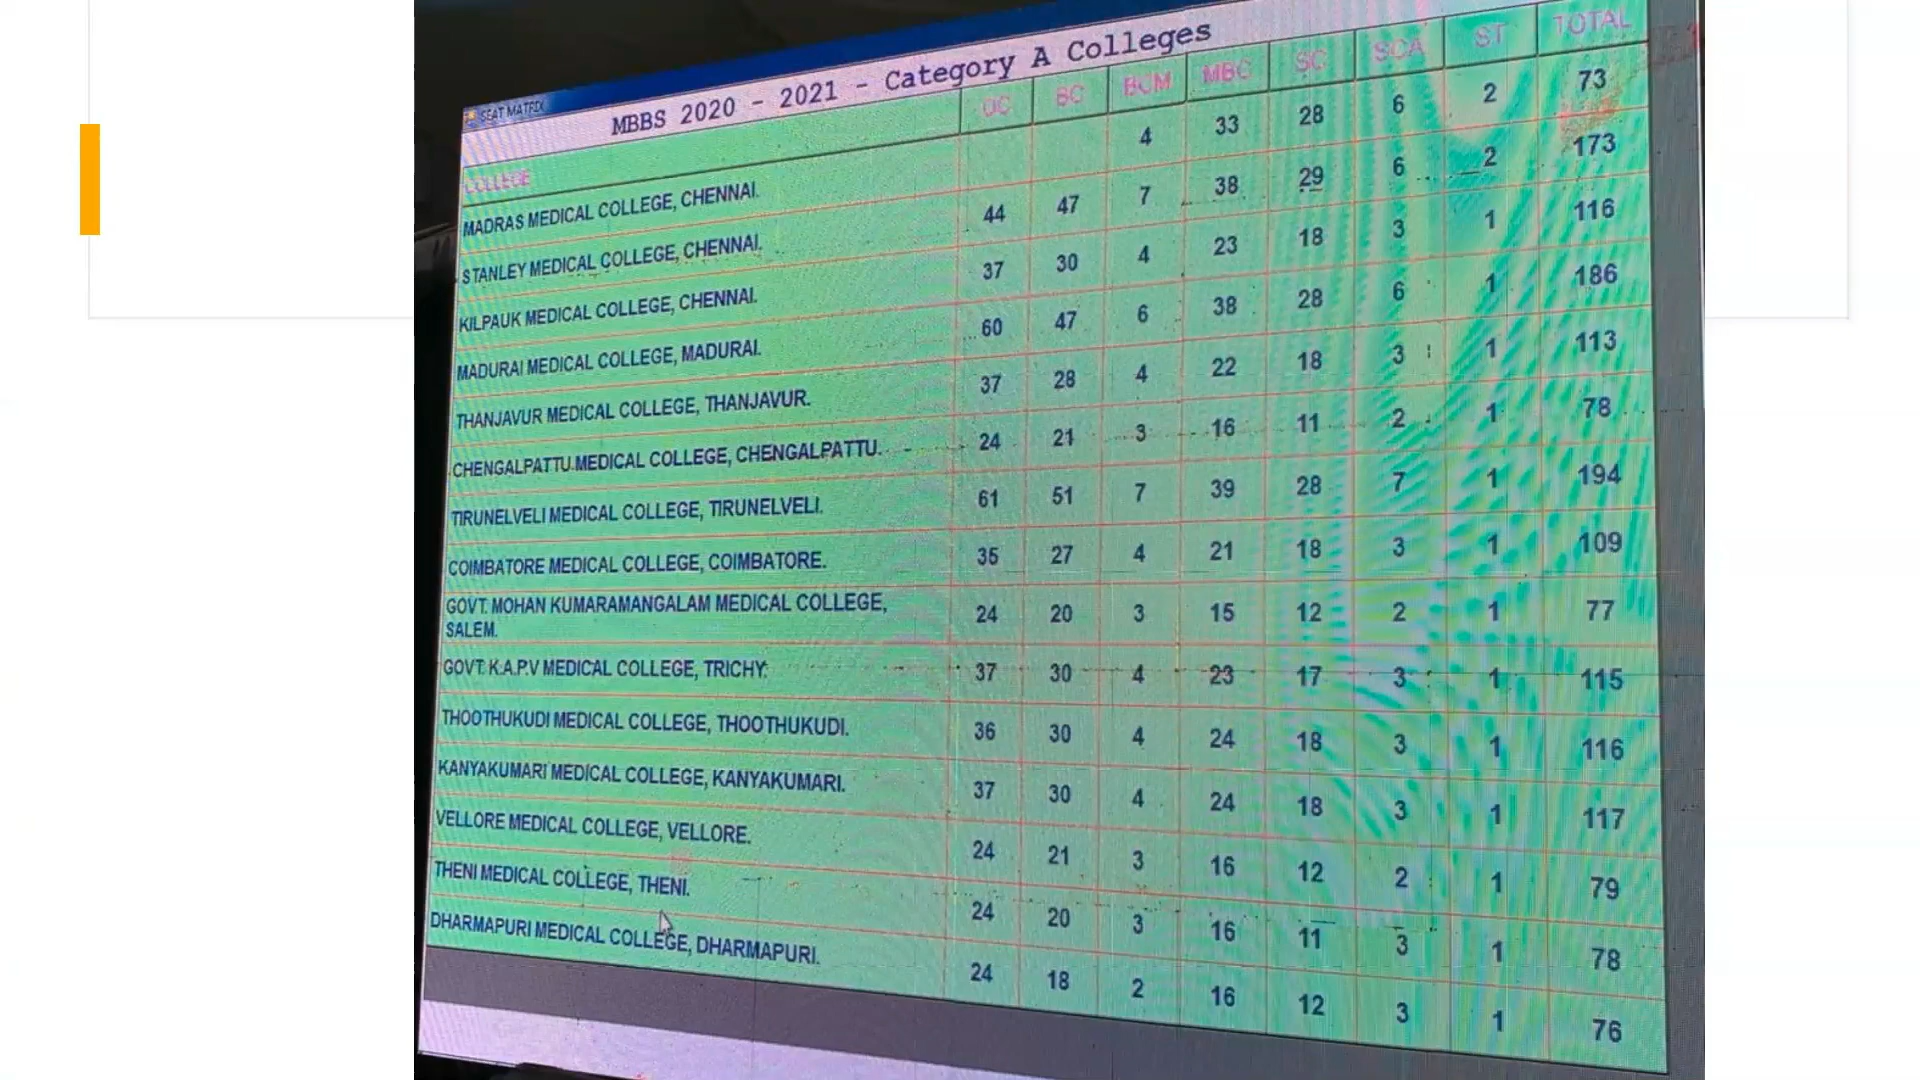 SEAT MATRIX
MBBS 2020 - 2021 - Category A Colleges
COLLEGE OC BC BCM MBC SC SCA ST TOTAL
MADRAS MEDICAL COLLEGE, CHENNAI. 4 33 28 6 2 73
STANLEY MEDICAL COLLEGE, CHENNAI. 44 47 7 38 29 6 2 173
KILPAUK MEDICAL COLLEGE, CHENNAI. 37 30 4 23 18 3 1 116
MADURAI MEDICAL COLLEGE, MADURAI. 60 47 6 38 28 6 1 186
THANJAVUR MEDICAL COLLEGE, THANJAVUR. 37 28 4 22 18 3 1 113
CHENGALPATTU MEDICAL COLLEGE, CHENGALPATTU. 24 21 3 16 11 2 1 78
TIRUNELVELI MEDICAL COLLEGE, TIRUNELVELI. 61 51 7 39 28 7 1 194
COIMBATORE MEDICAL COLLEGE, COIMBATORE. 35 27 4 21 18 3 1 109
GOVT. MOHAN KUMARAMANGALAM MEDICAL COLLEGE, 24 20 3 15 12 2 1 77
SALEM.
GOVT. K.A.P.V MEDICAL COLLEGE, TRICHY. 37 30 4 23 17 3 1 115
THOOTHUKUDI MEDICAL COLLEGE, THOOTHUKUDI. 36 30 4 24 18 3 1 116
KANYAKUMARI MEDICAL COLLEGE, KANYAKUMARI. 37 30 4 24 18 3 1 117
VELLORE MEDICAL COLLEGE, VELLORE. 24 21 3 16 12 2 1 79
THENI MEDICAL COLLEGE, THENI. 24 20 3 16 11 3 1 78
DHARMAPURI MEDICAL COLLEGE, DHARMAPURI. 24 18 2 16 12 3 1 76